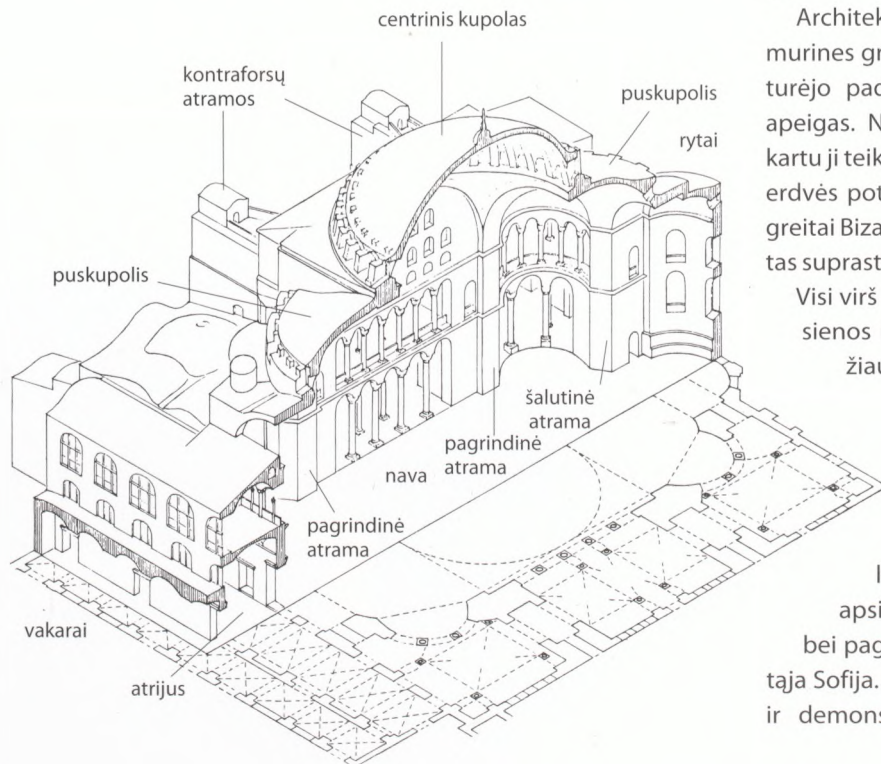 centrinis kupolas
kontraforsų
atramos
puskupolis
rytai
puskupolis
šalutinė
atrama
pagrindinė
atrama
nava
pagrindinė
atrama
vakarai
atrijus
Architek
murines gr
turėjo pad
apeigas. N
kartu ji teik
erdvės pot
greitai Biza
tas suprast
Visi virš
sienos
žiau
apsi
bei pag
tąja Sofija.
ir demons